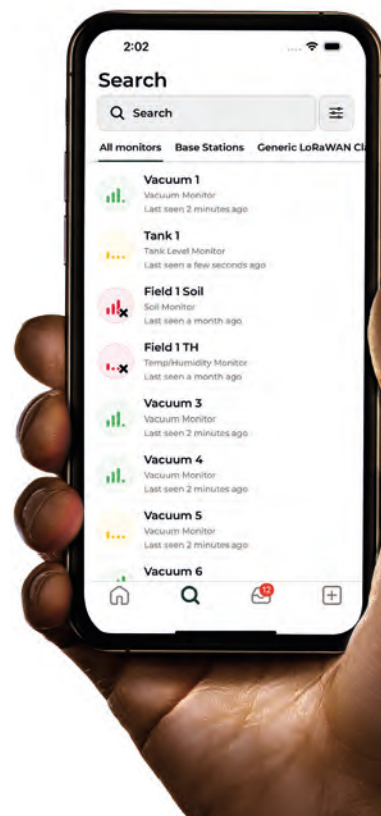 2:02
Search
Search
All monitors Base Stations Generic LoRaWAN Cl
Vacuum 1
Vacuum Monitor
Last seen 2 minutes ago
Tank 1
Tank Level Monitor
Last seen a few seconds ago
Field 1 Soil
Soil Monitor
Last seen a month ago
Field 1 TH
Temp/Humidity Monitor
Last seen a month ago
Vacuum 3
Vacuum Monitor
Last seen 2 minutes ago
Vacuum 4
Vacuum Monitor
Last seen 2 minutes ago
Vacuum 5
Vacuum Monitor
Last seen 2 minutes ago
Vacuum 6
12